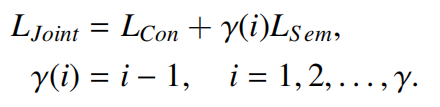 L_{Joint} = L_{Con} + γ(i)L_{Sem},
γ(i) = i − 1, i = 1, 2, . . . , γ.